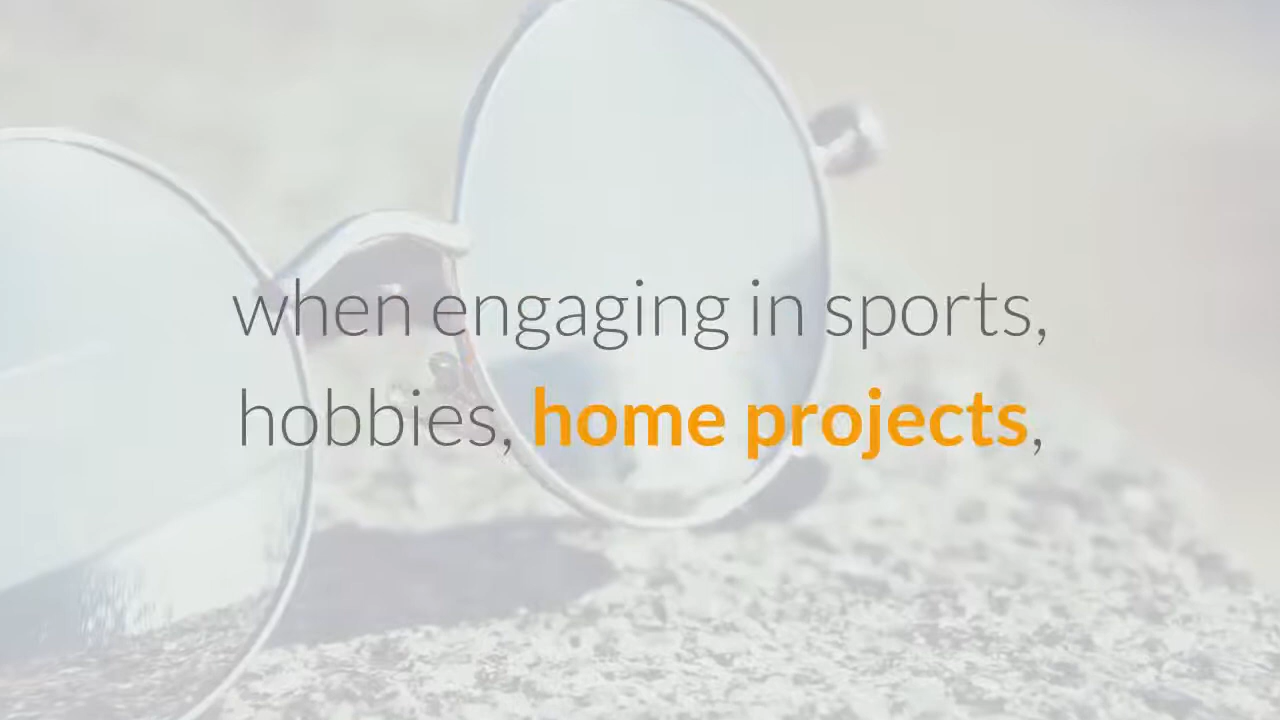 when engaging in sports,
hobbies, home projects,